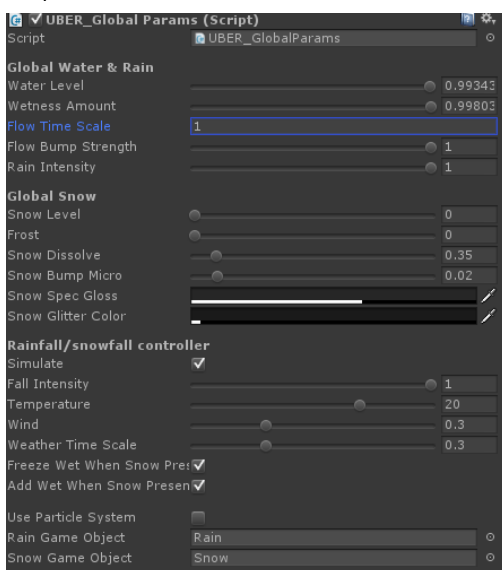 UBER_Global Params (Script)
Script UBER_GlobalParams
Global Water & Rain
Water Level 0.99343
Wetness Amount 0.99803
Flow Time Scale 1
Flow Bump Strength 1
Rain Intensity 1
Global Snow
Snow Level 0
Frost 0
Snow Dissolve 0.35
Snow Bump Micro 0.02
Snow Spec Gloss
Snow Glitter Color
Rainfall/snowfall controller
Simulate
Fall Intensity 1
Temperature 20
Wind 0.3
Weather Time Scale 0.3
Freeze Wet When Snow Pres
Add Wet When Snow Presen
Use Particle System
Rain Game Object Rain
Snow Game Object Snow